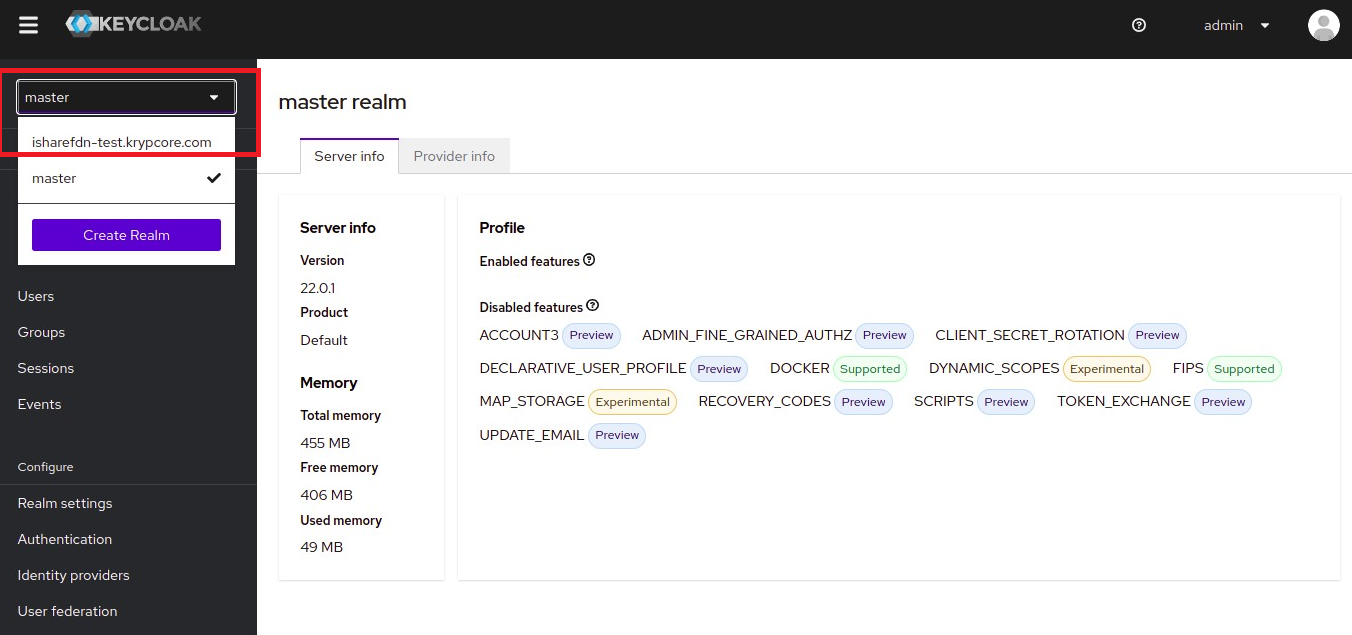 KEYCLOAK
admin
master
isharefdn-test.krypcore.com
master
Create Realm
Users
Groups
Sessions
Events
Configure
Realm settings
Authentication
Identity providers
User federation
master realm
Server info Provider info
Server info
Version
22.0.1
Product
Default
Memory
Total memory
455 MB
Free memory
406 MB
Used memory
49 MB
Profile
Enabled features
Disabled features
ACCOUNT3 Preview ADMIN_FINE_GRAINED_AUTHZ Preview CLIENT_SECRET_ROTATION Preview
DECLARATIVE_USER_PROFILE Preview DOCKER Supported DYNAMIC_SCOPES Experimental FIPS Supported
MAP_STORAGE Experimental RECOVERY_CODES Preview SCRIPTS Preview TOKEN_EXCHANGE Preview
UPDATE_EMAIL Preview